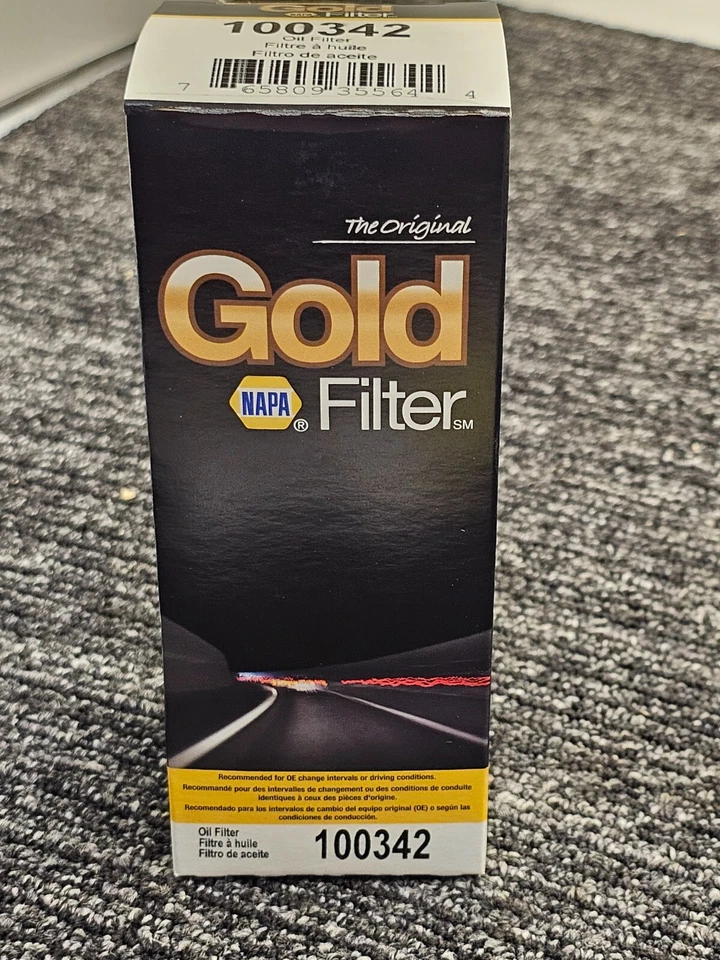 Gold
NAPA Filter
100342
Oil Filter
Filtre à huile
Filtro de aceite
7 65809 35564 4
The Original
Gold
NAPA® Filter SM
Recommended for OE change intervals or driving conditions.
Recommandé pour des intervalles de changement ou des conditions de conduite
identiques à ceux des pièces d'origine.
Recomendado para los intervalos de cambio del equipo original (OE) o según las
condiciones de conducción.
Oil Filter
Filtre à huile
Filtro de aceite
100342